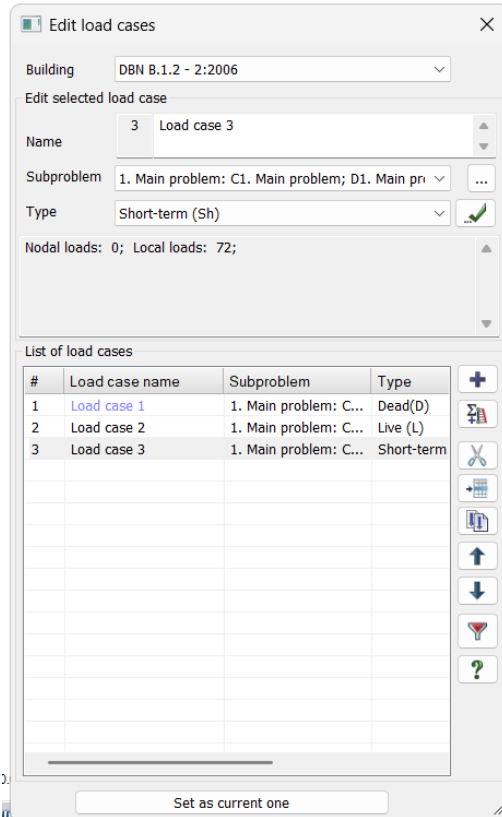 Edit load cases
Building DBN B.1.2 - 2:2006
Edit selected load case
Name 3 Load case 3
Subproblem 1. Main problem: C1. Main problem; D1. Main pr ...
Type Short-term (Sh)
Nodal loads: 0; Local loads: 72;
List of load cases
# Load case name Subproblem Type
1 Load case 1 1. Main problem: C... Dead(D)
2 Load case 2 1. Main problem: C... Live (L)
3 Load case 3 1. Main problem: C... Short-term
Set as current one